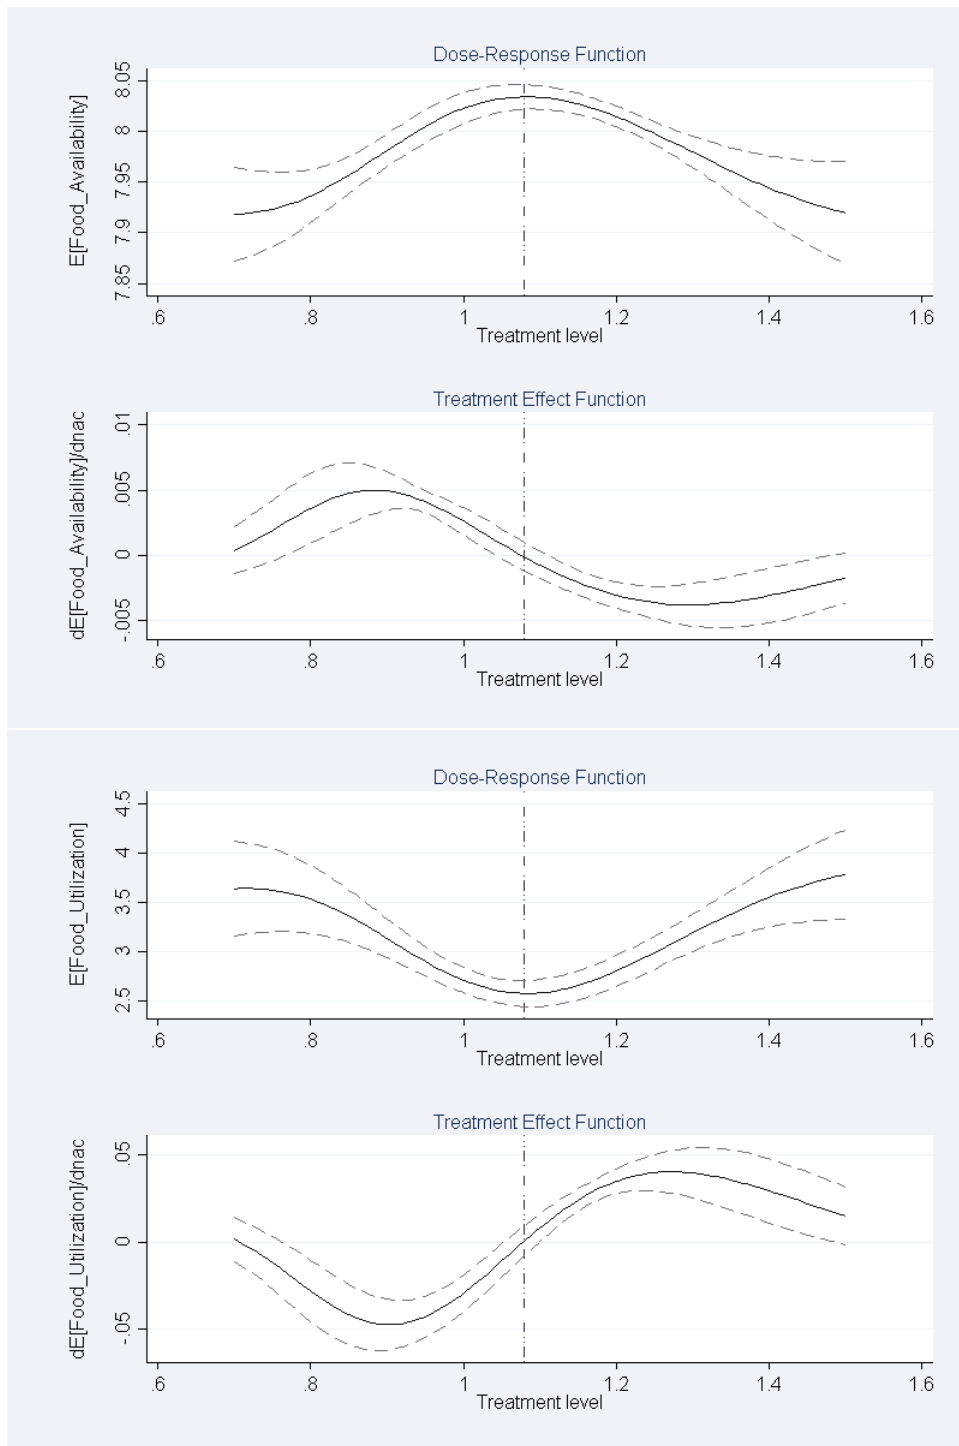 Dose-Response Function
E[Food_Availability]
8.05
8
7.95
7.9
7.85
.6 .8 1 1.2 1.4 1.6
Treatment level
Treatment Effect Function
dE[Food_Availability]/dnac
.01
.005
0
-.005
.6 .8 1 1.2 1.4 1.6
Treatment level
Dose-Response Function
E[Food_Utilization]
4.5
4
3.5
3
2.5
.6 .8 1 1.2 1.4 1.6
Treatment level
Treatment Effect Function
dE[Food_Utilization]/dnac
.05
0
-.05
.6 .8 1 1.2 1.4 1.6
Treatment level